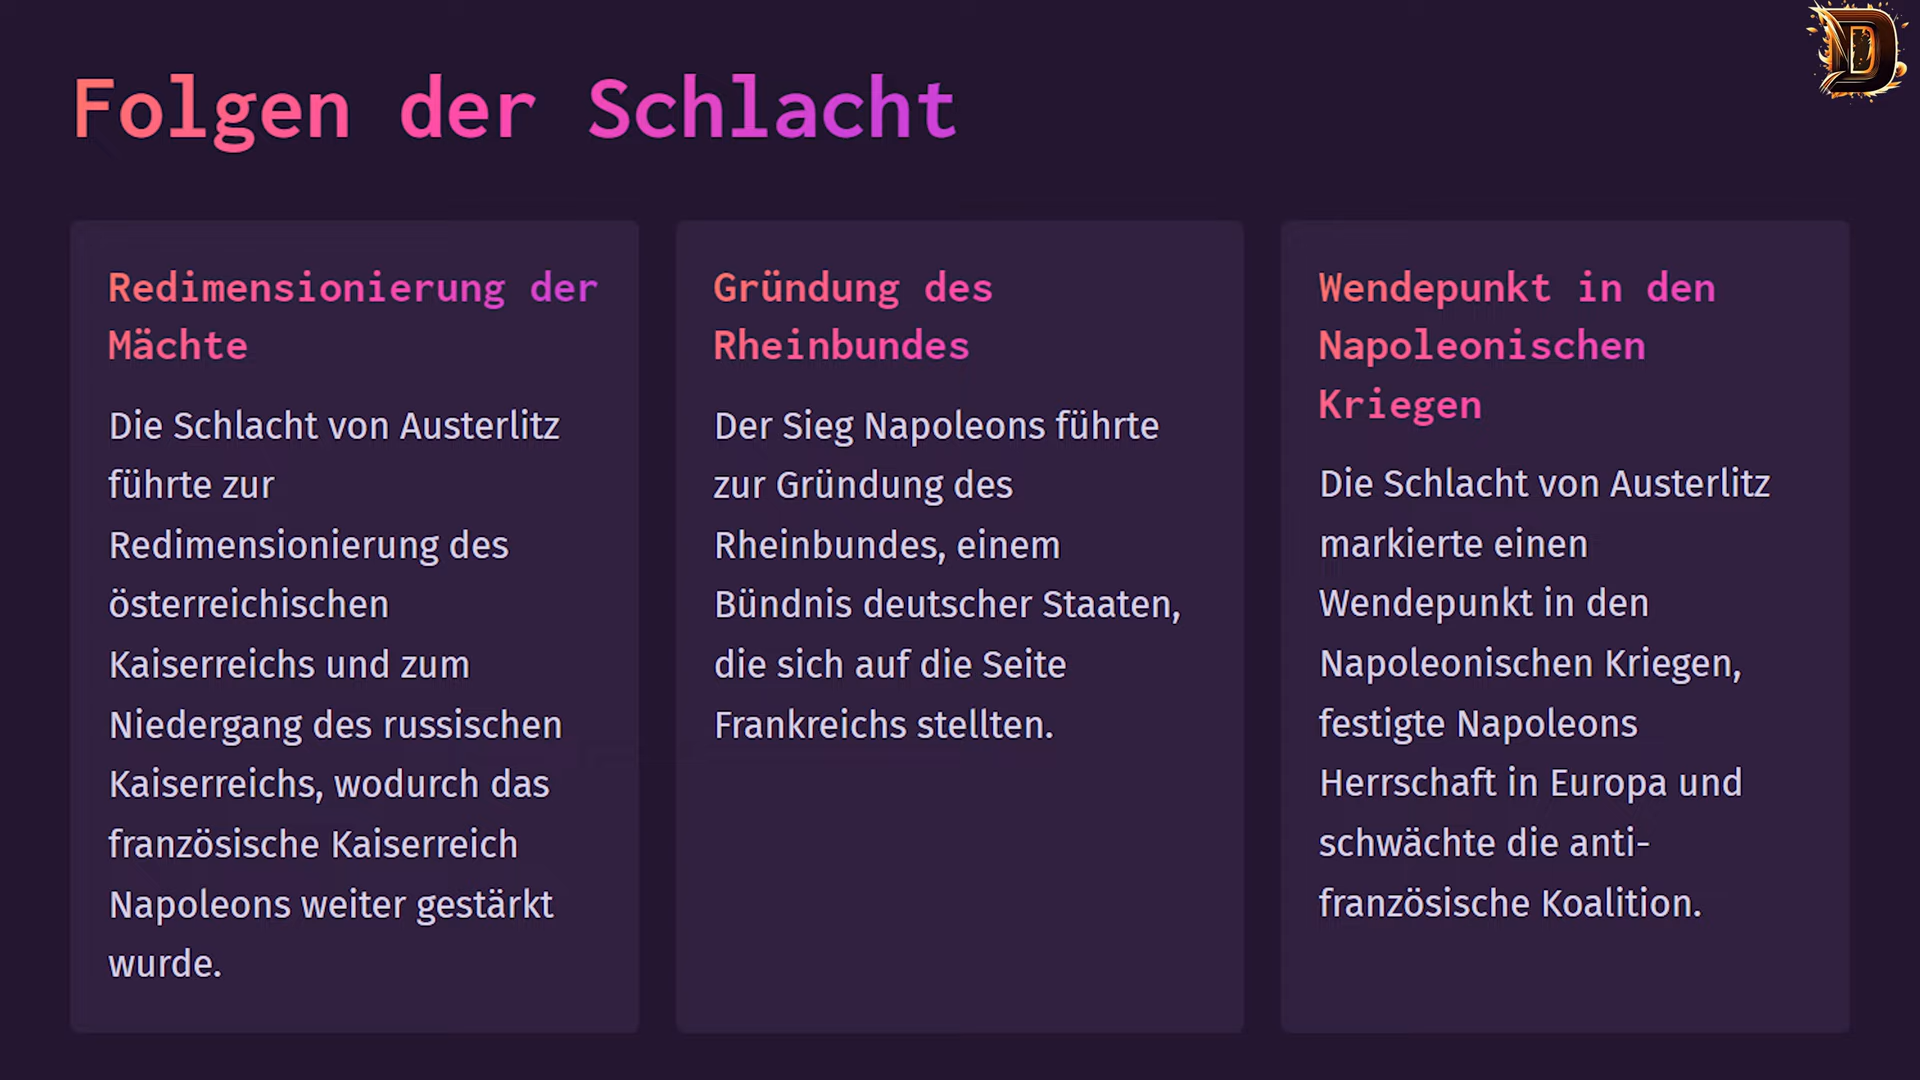 Folgen der Schlacht
D
Redimensionierung der
Mächte
Die Schlacht von Austerlitz
führte zur
Redimensionierung des
österreichischen
Kaiserreichs und zum
Niedergang des russischen
Kaiserreichs, wodurch das
französische Kaiserreich
Napoleons weiter gestärkt
wurde.
Gründung des
Rheinbundes
Der Sieg Napoleons führte
zur Gründung des
Rheinbundes, einem
Bündnis deutscher Staaten,
die sich auf die Seite
Frankreichs stellten.
Wendepunkt in den
Napoleonischen
Kriegen
Die Schlacht von Austerlitz
markierte einen
Wendepunkt in den
Napoleonischen Kriegen,
festigte Napoleons
Herrschaft in Europa und
schwächte die anti-
französische Koalition.